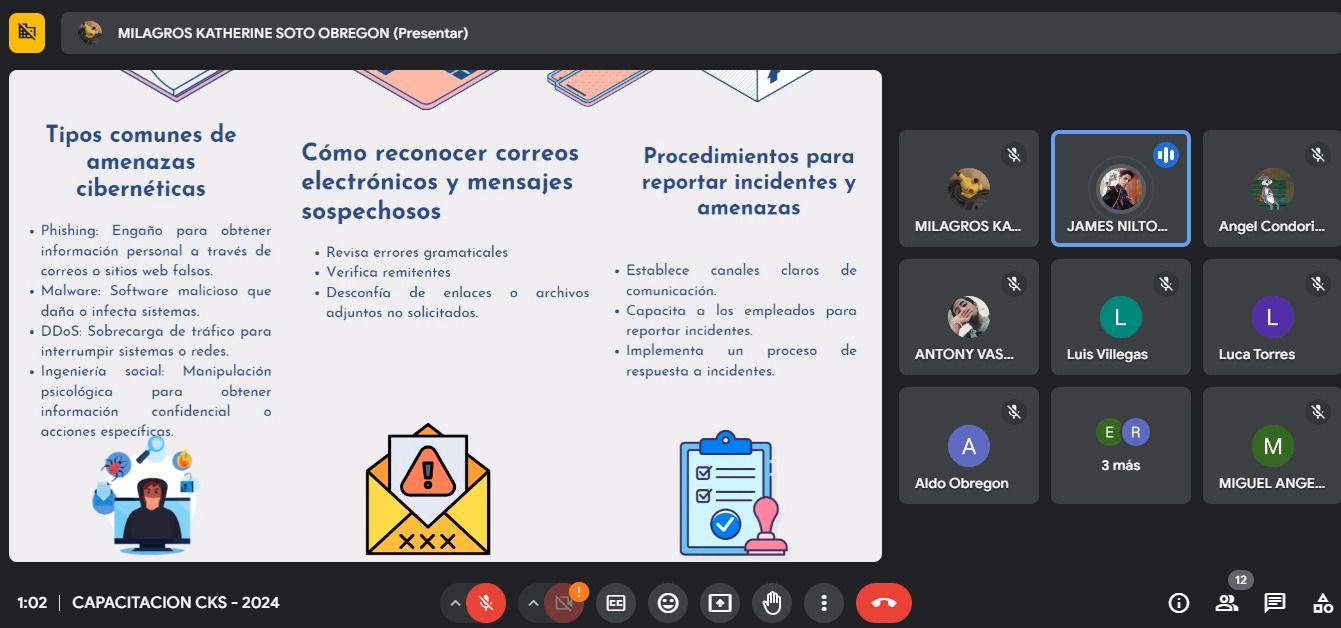 MILAGROS KATHERINE SOTO OBREGON (Presentar)
Tipos comunes de
amenazas
cibernéticas
• Phishing: Engaño para obtener
información personal a través de
correos o sitios web falsos.
• Malware: Software malicioso que
daña o infecta sistemas.
• DDoS: Sobrecarga de tráfico para
interrumpir sistemas o redes.
• Ingeniería social: Manipulación
psicológica para obtener
información confidencial o
acciones específicas.
Cómo reconocer correos
electrónicos y mensajes
sospechosos
• Revisa errores gramaticales
• Verifica remitentes
• Desconfía de enlaces o archivos
adjuntos no solicitados.
XXX
Procedimientos para
reportar incidentes y
amenazas
• Establece canales claros de
comunicación.
• Capacita a los empleados para
reportar incidentes.
• Implementa un proceso de
respuesta a incidentes.
MILAGROS KA...
JAMES NILTO...
Angel Condori...
ANTONY VAS...
L
Luis Villegas
L
Luca Torres
A
Aldo Obregon
E R
3 más
M
MIGUEL ANGE...
1:02 | CAPACITACION CKS - 2024
!
CC
12